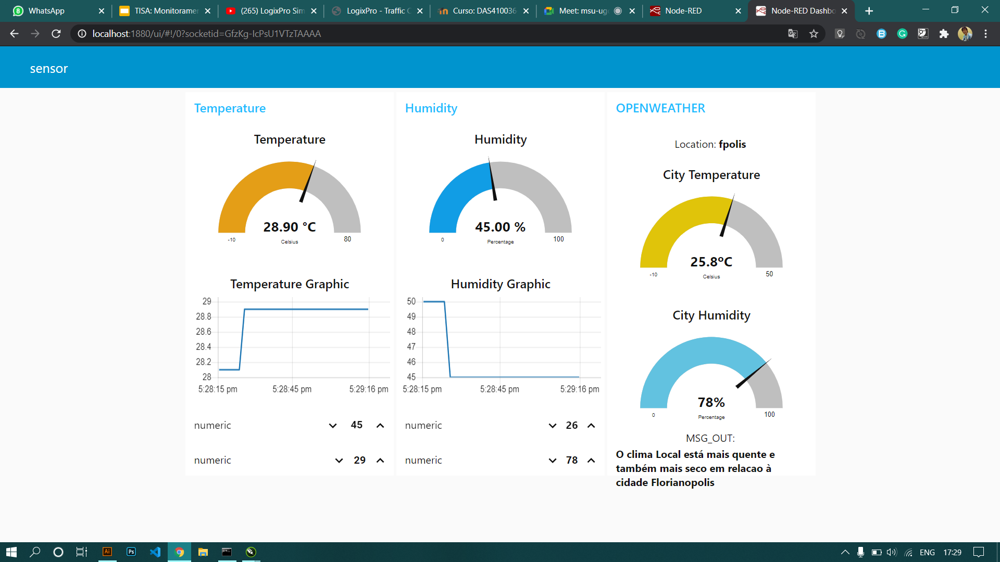 WhatsApp
TISA: Monitoramen
(265) LogixPro Sim
LogixPro - Traffic C
Curso: DAS410036
Meet: msu-ugc
Node-RED
Node-RED Dashbo
localhost:1880/ui/#!/0?socketid=GfzKg-IcPsU1VTzTAAAA
sensor
Temperature
Temperature
28.90 °C
-10
Celsius
80
Temperature Graphic
29
28.8
28.6
28.4
28.2
28
5:28:15 pm
5:28:45 pm
5:29:16 pm
numeric
45
numeric
29
Humidity
Humidity
45.00 %
0
Percentage
100
Humidity Graphic
50
49
48
47
46
45
5:28:15 pm
5:28:45 pm
5:29:16 pm
numeric
26
numeric
78
OPENWEATHER
Location: fpolis
City Temperature
25.8ºC
-10
Celsius
50
City Humidity
78%
0
Percentage
100
MSG_OUT:
O clima Local está mais quente e
também mais seco em relacao à
cidade Florianopolis
Ai
Ps
ENG
17:29